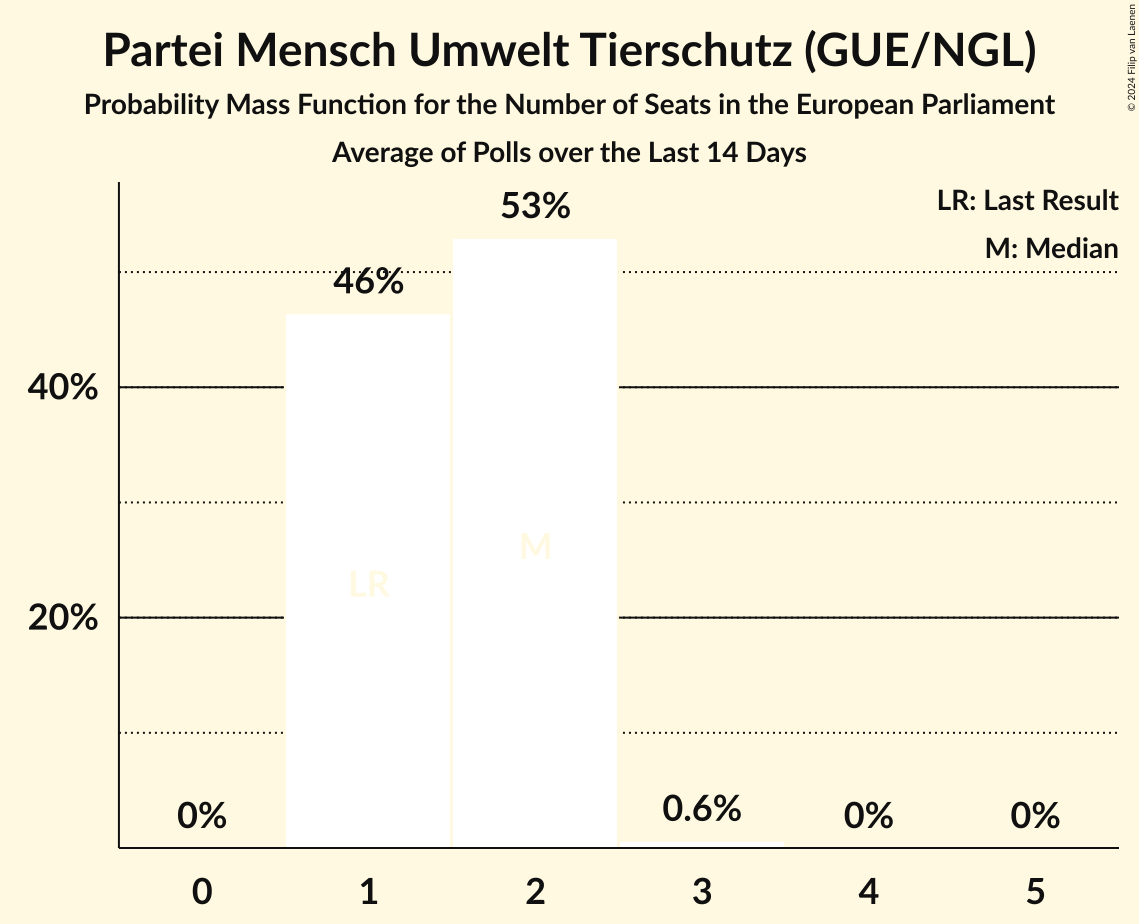 Partei Mensch Umwelt Tierschutz (GUE/NGL)
Probability Mass Function for the Number of Seats in the European Parliament
Average of Polls over the Last 14 Days
© 2024 Filip van Laenen
LR: Last Result
M: Median
53%
46%
40%
M
LR
20%
0%
0.6%
0%
0%
0
1
2
3
4
5